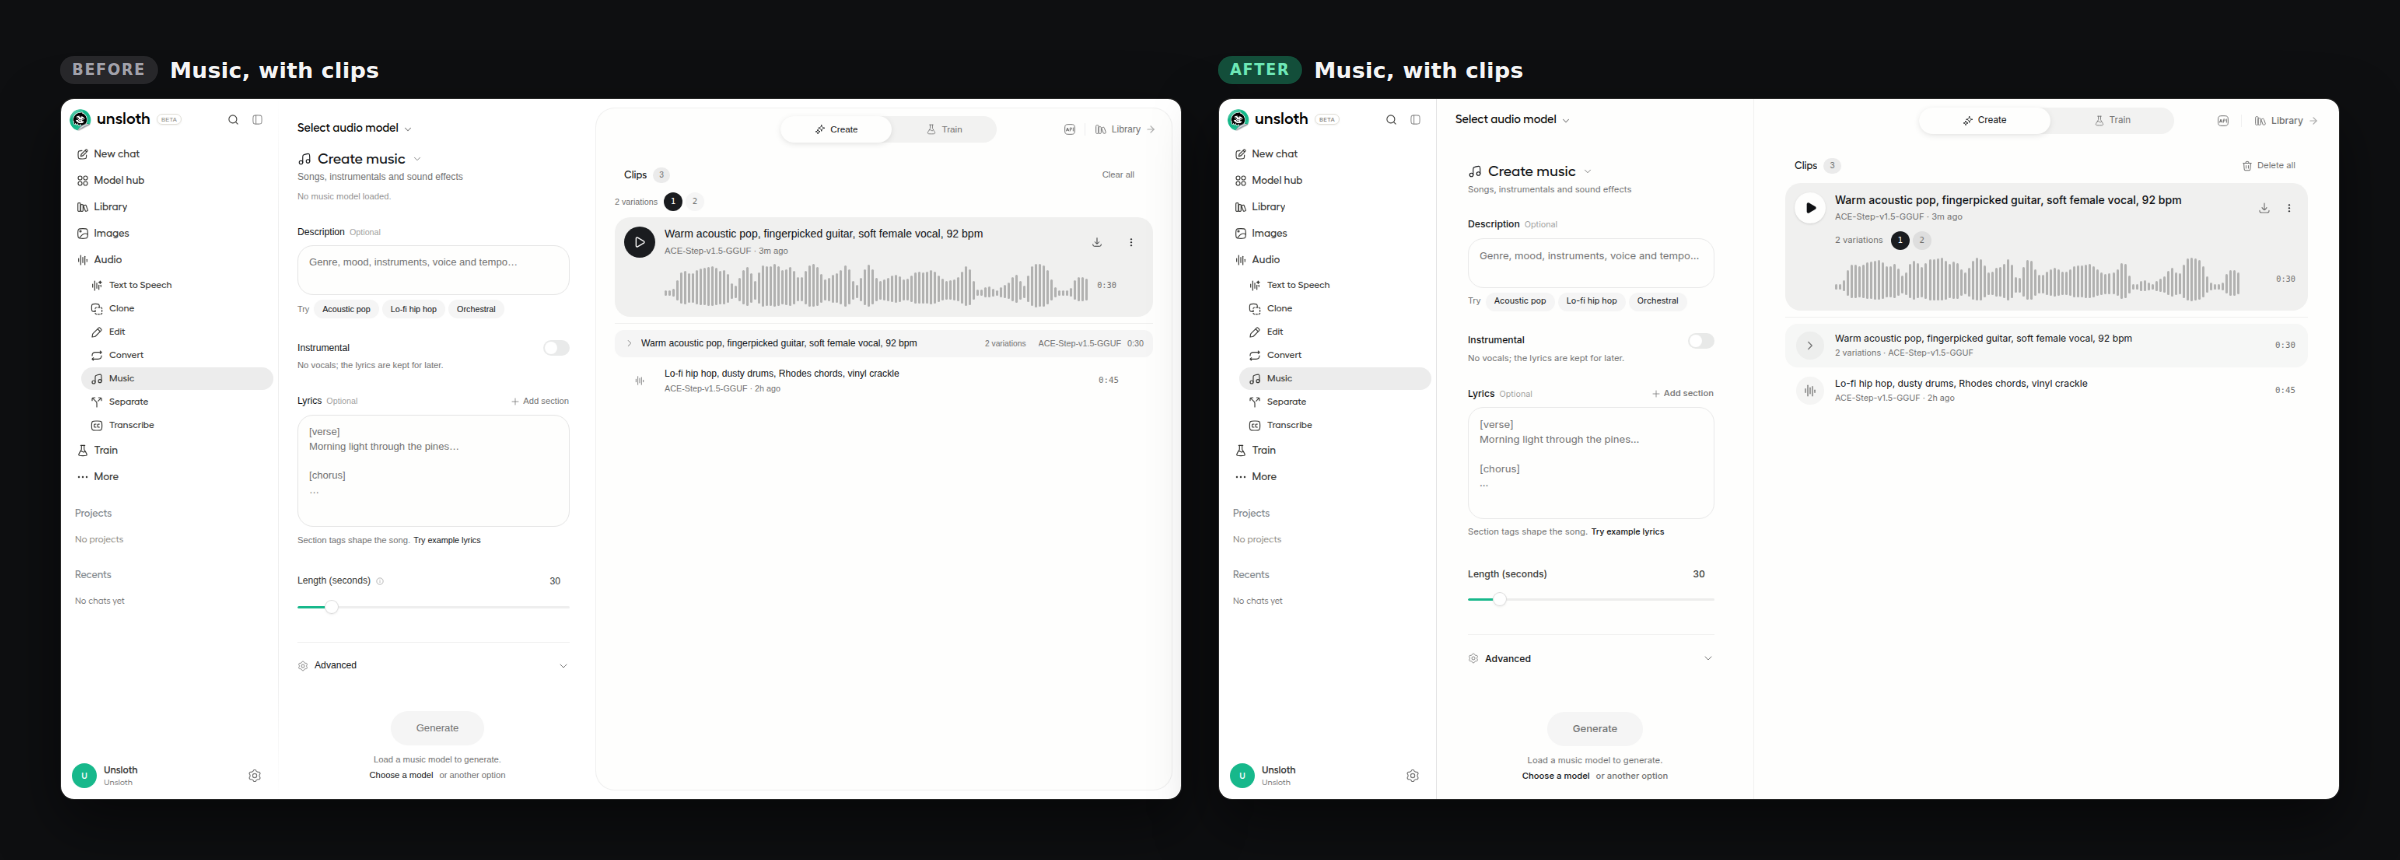 BEFORE Music, with clips
unsloth BETA
New chat
Model hub
Library
Images
Audio
Text to Speech
Clone
Edit
Convert
Music
Separate
Transcribe
Train
More
Projects
No projects
Recents
No chats yet
U Unsloth
Unsloth
Select audio model
Create music
Songs, instrumentals and sound effects
No music model loaded.
Description Optional
Genre, mood, instruments, voice and tempo…
Try Acoustic pop Lo-fi hip hop Orchestral
Instrumental
No vocals; the lyrics are kept for later.
Lyrics Optional + Add section
[verse]
Morning light through the pines…
[chorus]
…
Section tags shape the song. Try example lyrics
Length (seconds) 30
Advanced
Generate
Load a music model to generate.
Choose a model or another option
Create Train API Library
Clips 3 Clear all
2 variations 1 2
Warm acoustic pop, fingerpicked guitar, soft female vocal, 92 bpm
ACE-Step-v1.5-GGUF · 3m ago
0:30
Warm acoustic pop, fingerpicked guitar, soft female vocal, 92 bpm 2 variations ACE-Step-v1.5-GGUF 0:30
Lo-fi hip hop, dusty drums, Rhodes chords, vinyl crackle
ACE-Step-v1.5-GGUF · 2h ago
0:45
AFTER Music, with clips
unsloth BETA
New chat
Model hub
Library
Images
Audio
Text to Speech
Clone
Edit
Convert
Music
Separate
Transcribe
Train
More
Projects
No projects
Recents
No chats yet
U Unsloth
Unsloth
Select audio model
Create music
Songs, instrumentals and sound effects
Description Optional
Genre, mood, instruments, voice and tempo…
Try Acoustic pop Lo-fi hip hop Orchestral
Instrumental
No vocals; the lyrics are kept for later.
Lyrics Optional + Add section
[verse]
Morning light through the pines…
[chorus]
…
Section tags shape the song. Try example lyrics
Length (seconds) 30
Advanced
Generate
Load a music model to generate.
Choose a model or another option
Create Train API Library
Clips 3 Delete all
Warm acoustic pop, fingerpicked guitar, soft female vocal, 92 bpm
ACE-Step-v1.5-GGUF · 3m ago
2 variations 1 2
0:30
Warm acoustic pop, fingerpicked guitar, soft female vocal, 92 bpm
2 variations · ACE-Step-v1.5-GGUF
0:30
Lo-fi hip hop, dusty drums, Rhodes chords, vinyl crackle
ACE-Step-v1.5-GGUF · 2h ago
0:45